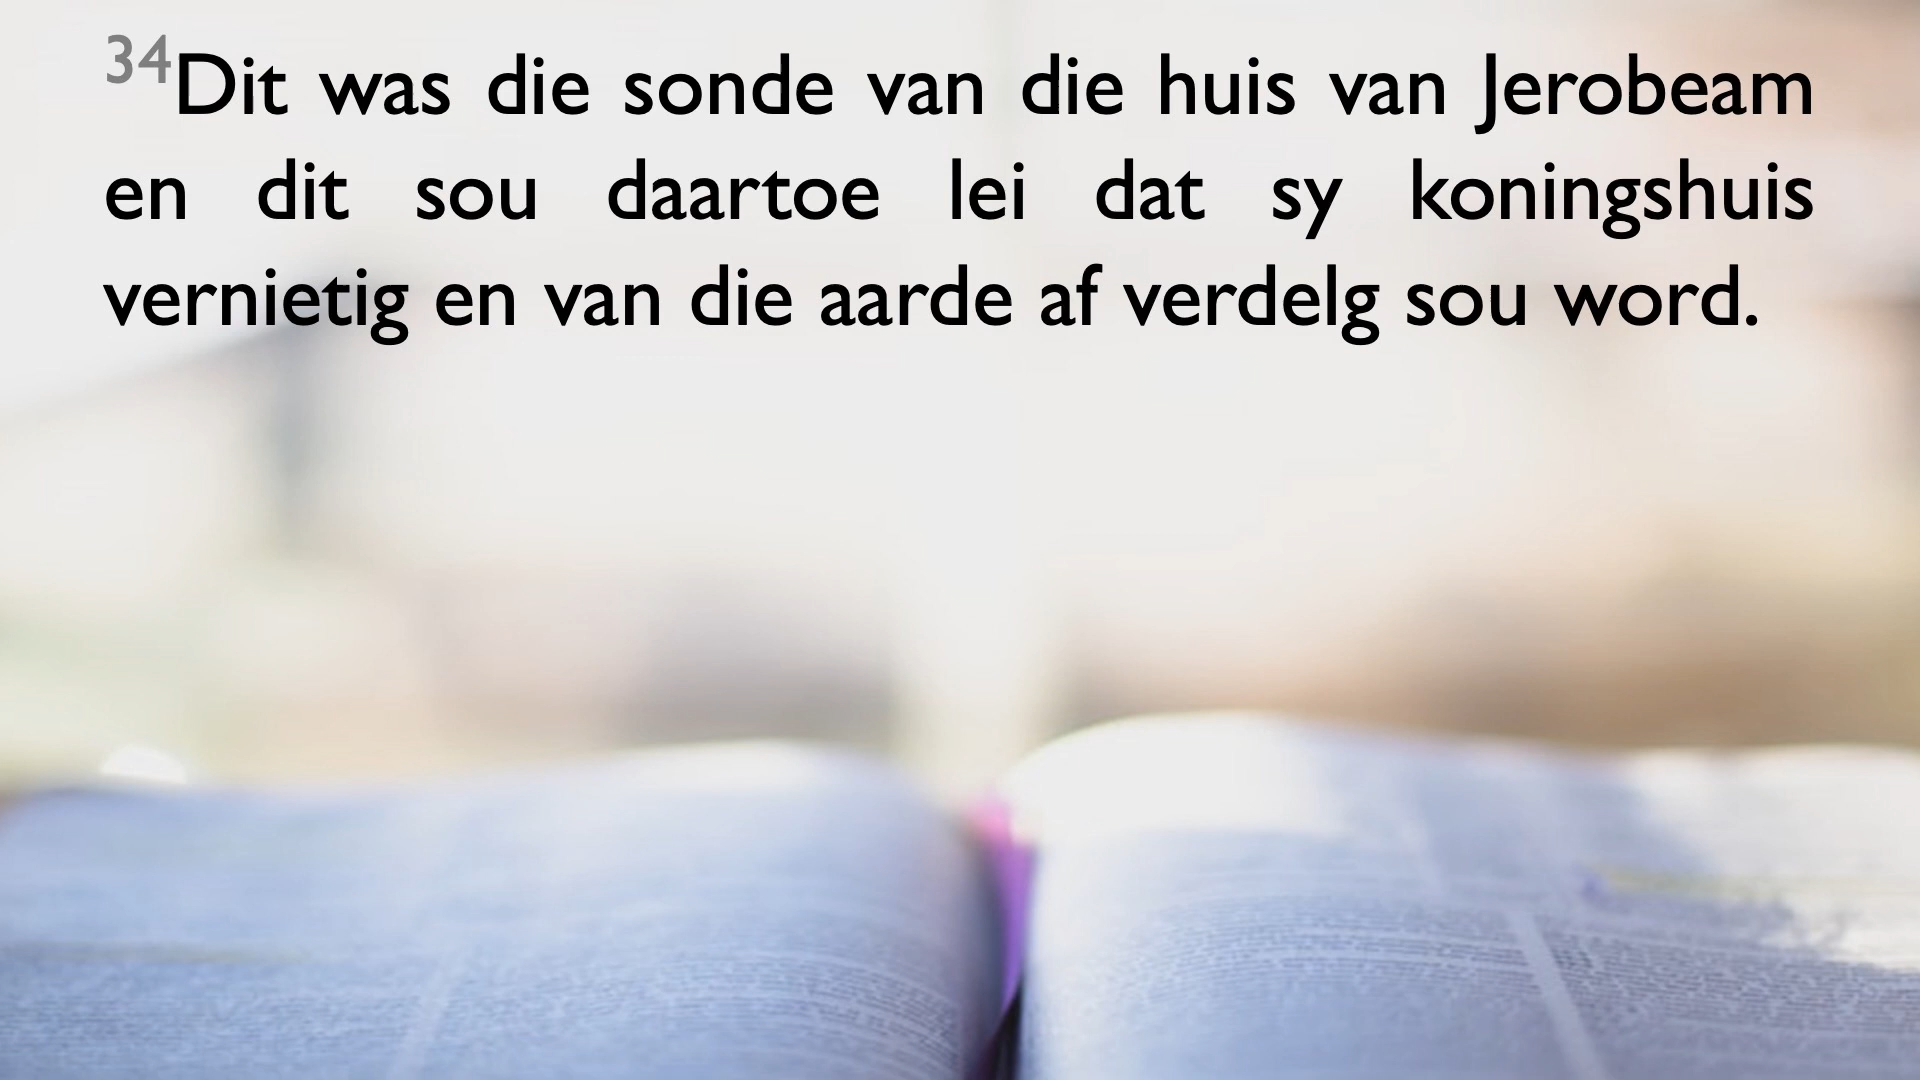 34Dit was die sonde van die huis van Jerobeam
en dit sou daartoe lei dat sy koningshuis
vernietig en van die aarde af verdelg sou word.